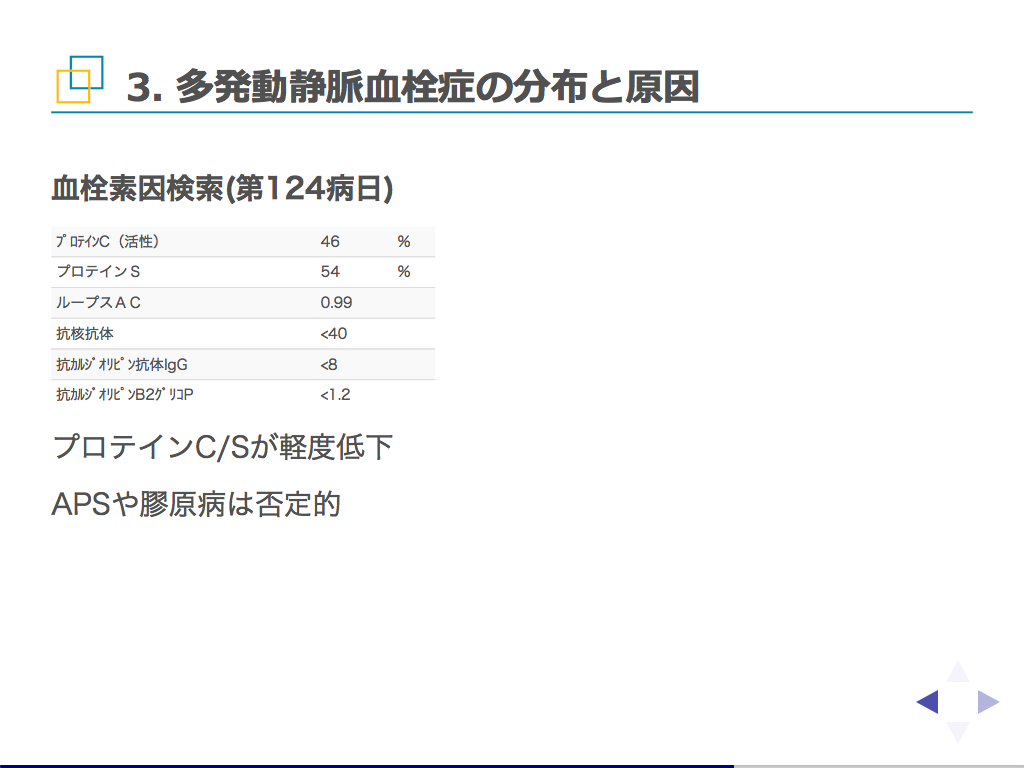 3. 多発動静脈血栓症の分布と原因
血栓素因検索(第124病日)
ﾌﾟﾛﾃｲﾝC（活性） 46 %
プロテインＳ 54 %
ループスＡＣ 0.99
抗核抗体 <40
抗ｶﾙｼﾞｵﾘﾋﾟﾝ抗体IgG <8
抗ｶﾙｼﾞｵﾘﾋﾟﾝB2ｸﾞﾘｺP <1.2
プロテインC/Sが軽度低下
APSや膠原病は否定的